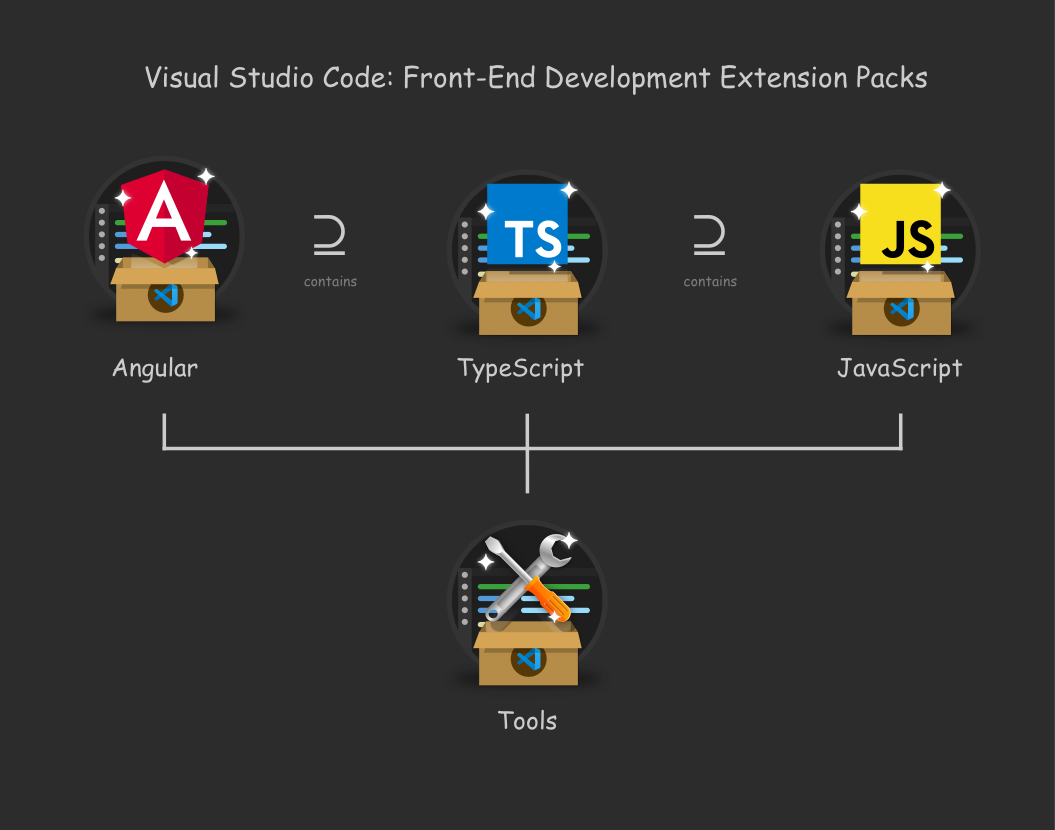 Visual Studio Code: Front-End Development Extension Packs
A
TS
JS
⊇
⊇
contains
contains
Angular
TypeScript
JavaScript
Tools